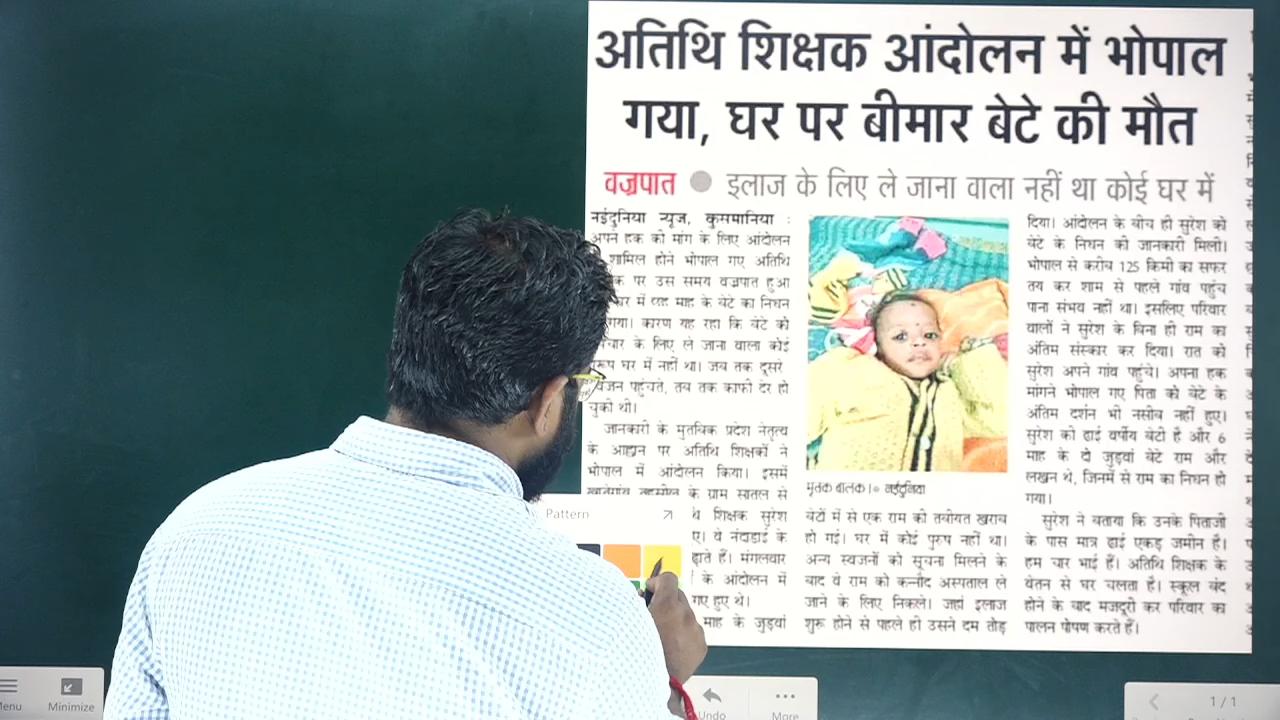 अतिथि शिक्षक आंदोलन में भोपाल
गया, घर पर बीमार बेटे की मौत
वज्रपात ● इलाज के लिए ले जाना वाला नहीं था कोई घर में
नईदुनिया न्यूज, कुसमानिया :
अपने हक की मांग के लिए आंदोलन
शामिल होने भोपाल गए अतिथि
क पर उस समय वज्रपात हुआ
घर में छह माह के बेटे का निधन
गया। कारण यह रहा कि बेटे को
चार के लिए ले जाना वाला कोई
पुरुष घर में नहीं था। जब तक दूसरे
जन पहुंचते, तब तक काफी देर हो
चुकी थी।
जानकारी के मुताबिक प्रदेश नेतृत्व
के आह्वान पर अतिथि शिक्षकों ने
भोपाल में आंदोलन किया। इसमें
खातेगांव तहसील के ग्राम सातल से
थे शिक्षक सुरेश
ए। वे नंदाडाई के
ढ़ाते हैं। मंगलवार
के आंदोलन में
गए हुए थे।
माह के जुड़वां
मृतक बालक।● नईदुनिया
बेटों में से एक राम की तबीयत खराब
हो गई। घर में कोई पुरुष नहीं था।
अन्य स्वजनों को सूचना मिलने के
बाद वे राम को कन्नौद अस्पताल ले
जाने के लिए निकले। जहां इलाज
शुरू होने से पहले ही उसने दम तोड़
दिया। आंदोलन के बीच ही सुरेश को
बेटे के निधन की जानकारी मिली।
भोपाल से करीब 125 किमी का सफर
तय कर शाम से पहले गांव पहुंच
पाना संभव नहीं था। इसलिए परिवार
वालों ने सुरेश के बिना ही राम का
अंतिम संस्कार कर दिया। रात को
सुरेश अपने गांव पहुंचे। अपना हक
मांगने भोपाल गए पिता को बेटे के
अंतिम दर्शन भी नसीब नहीं हुए।
सुरेश को ढाई वर्षीय बेटी है और 6
माह के दो जुड़वां बेटे राम और
लखन थे, जिनमें से राम का निधन हो
गया।
सुरेश ने बताया कि उनके पिताजी
के पास मात्र ढाई एकड़ जमीन है।
हम चार भाई हैं। अतिथि शिक्षक के
वेतन से घर चलता है। स्कूल बंद
होने के बाद मजदूरी कर परिवार का
पालन पोषण करते हैं।
Pattern
Menu
Minimize
Undo
More
1/1